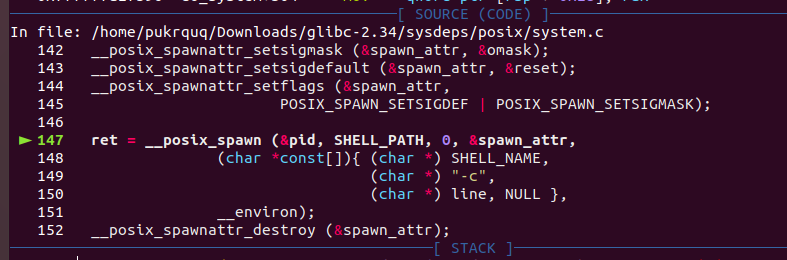 [ SOURCE (CODE) ]
In file: /home/pukrquq/Downloads/glibc-2.34/sysdeps/posix/system.c
142 __posix_spawnattr_setsigmask (&spawn_attr, &omask);
143 __posix_spawnattr_setsigdefault (&spawn_attr, &reset);
144 __posix_spawnattr_setflags (&spawn_attr,
145 POSIX_SPAWN_SETSIGDEF | POSIX_SPAWN_SETSIGMASK);
146
► 147 ret = __posix_spawn (&pid, SHELL_PATH, 0, &spawn_attr,
148 (char *const[]){ (char *) SHELL_NAME,
149 (char *) "-c",
150 (char *) line, NULL },
151 __environ);
152 __posix_spawnattr_destroy (&spawn_attr);
[ STACK ]